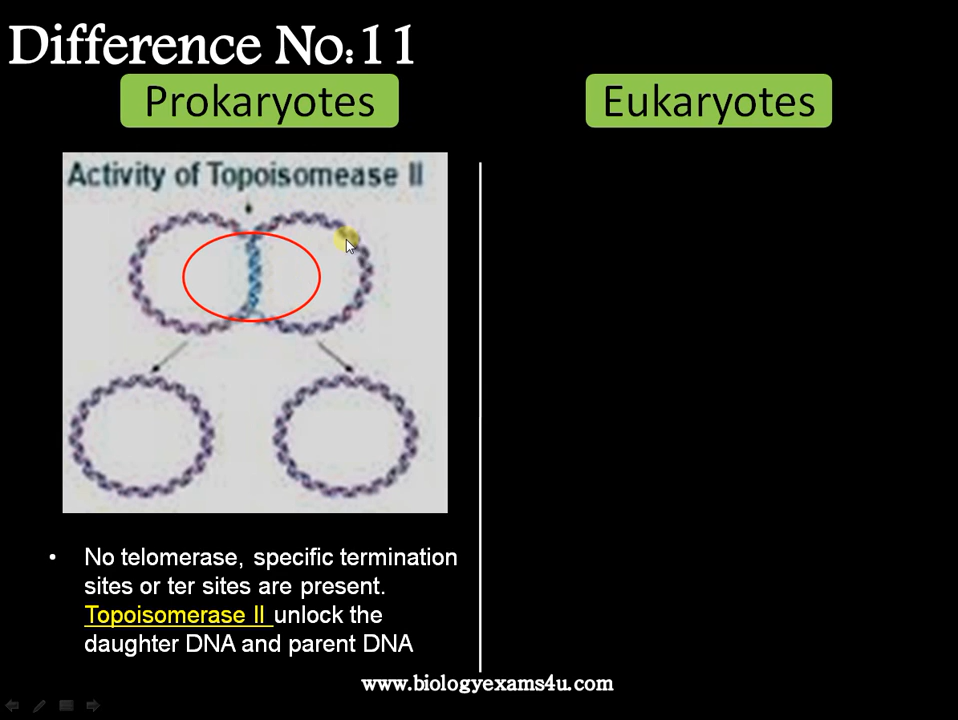 Difference No:11
Prokaryotes
Eukaryotes
Activity of Topoisomease II
• No telomerase, specific termination
sites or ter sites are present.
Topoisomerase II unlock the
daughter DNA and parent DNA
www.biologyexams4u.com